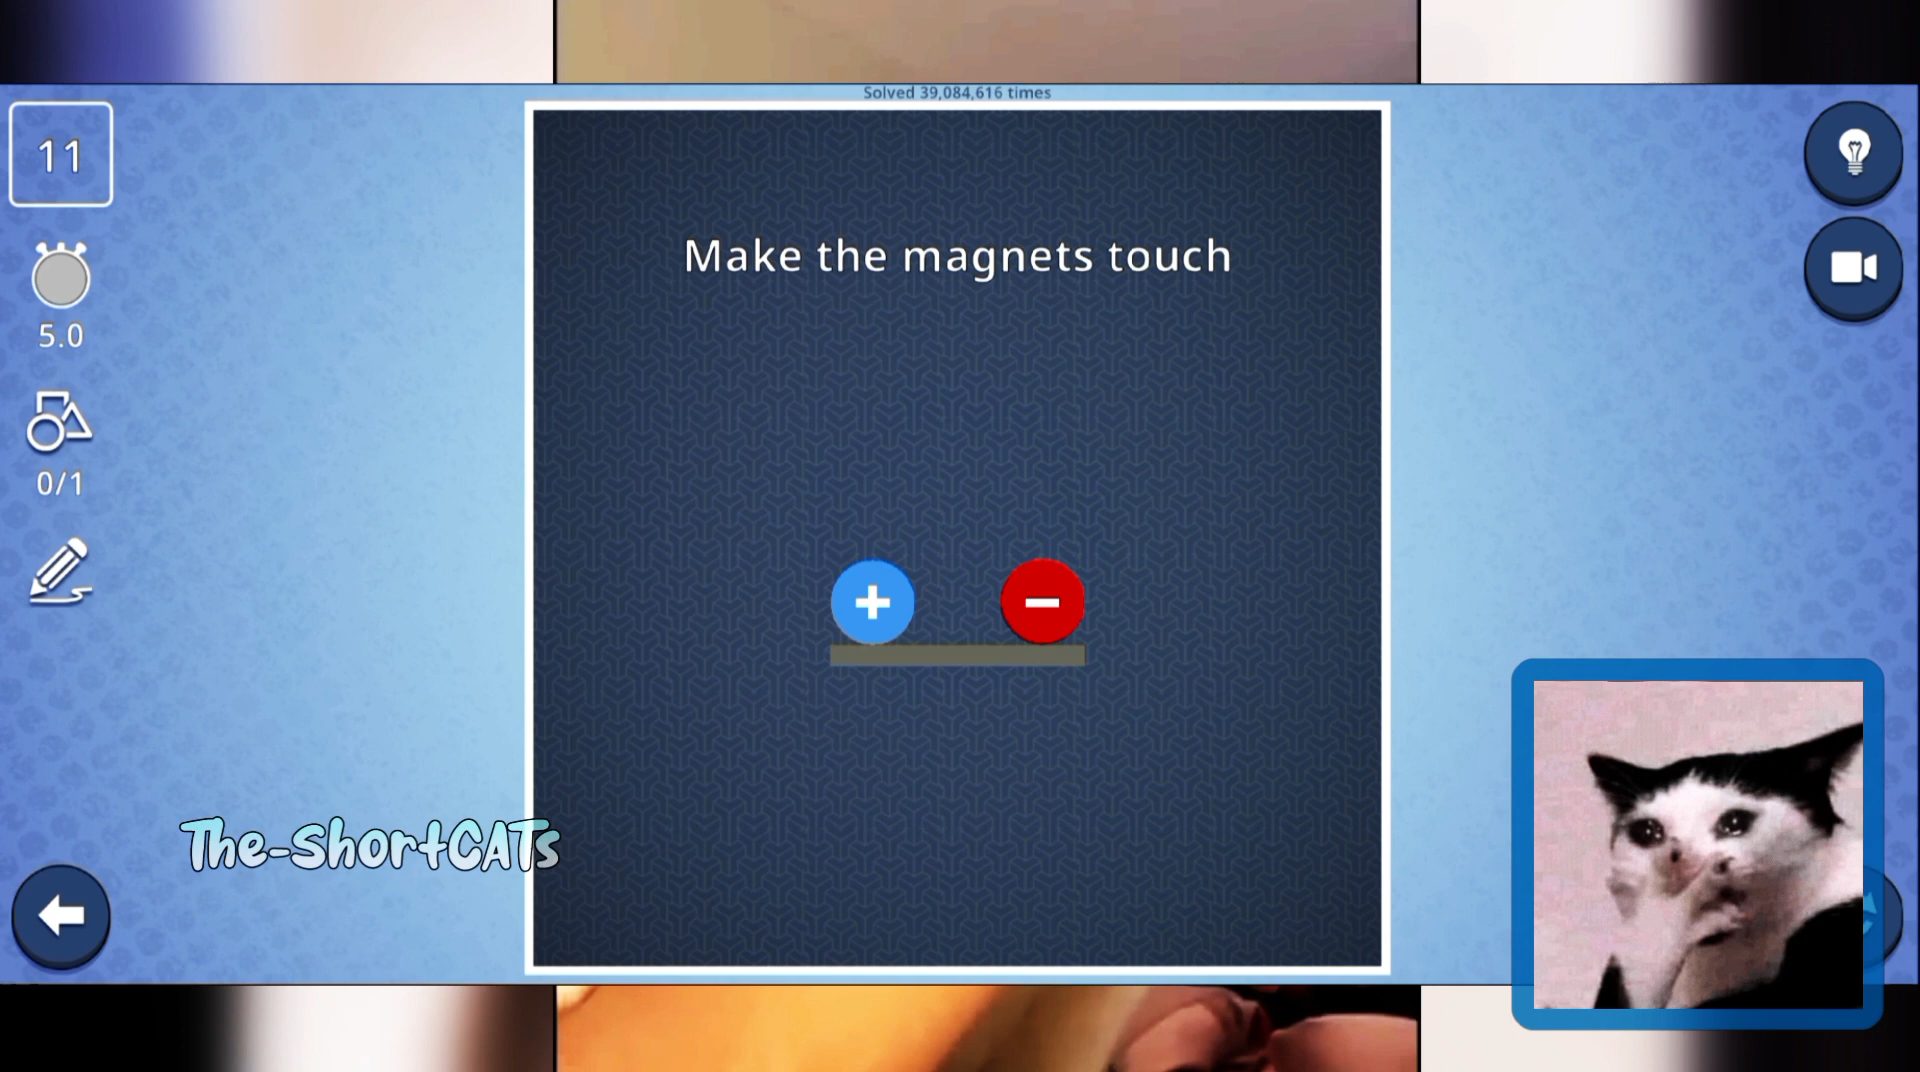 Solved 39,084,616 times
11
Make the magnets touch
5.0
0/1
+ −
The-ShortCATs